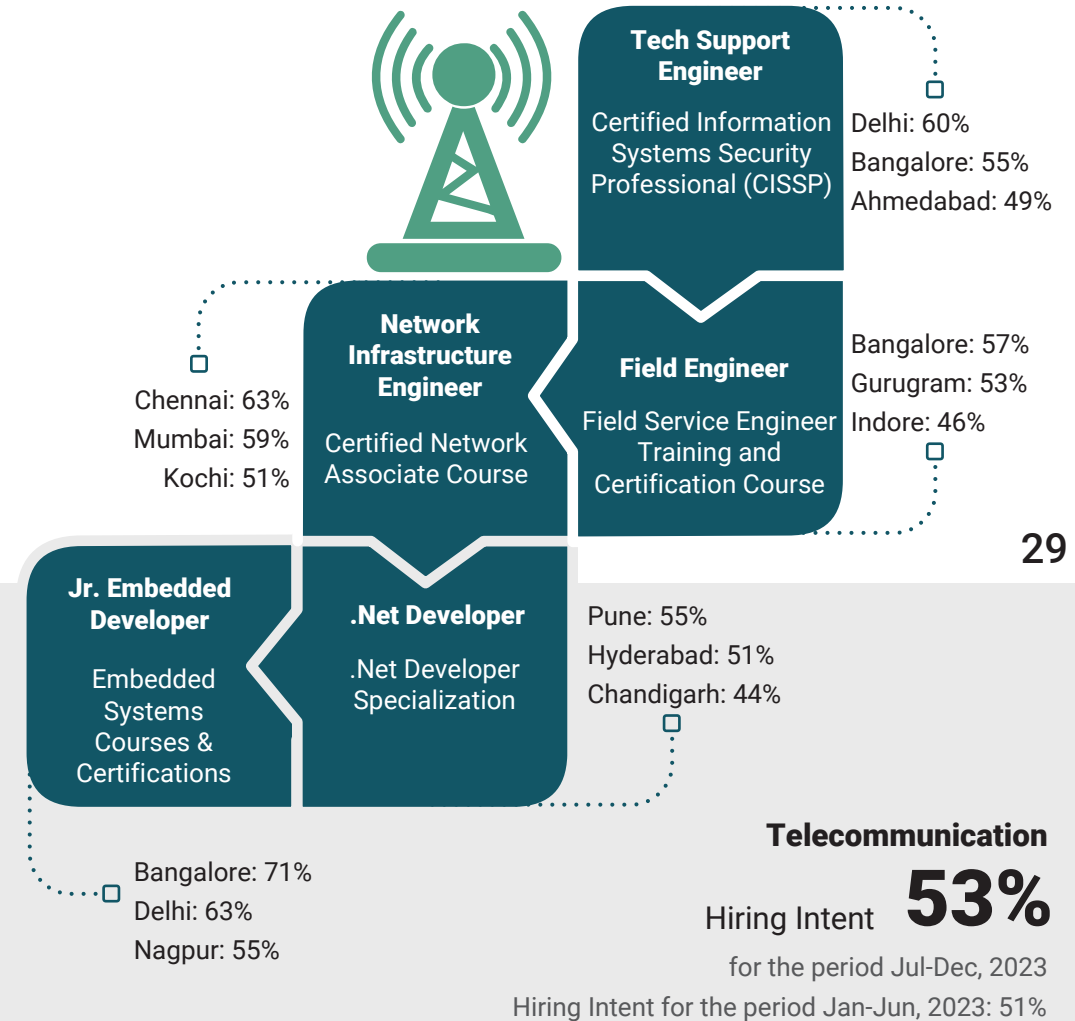 Tech Support
Engineer
Certified Information
Systems Security
Professional (CISSP)
Delhi: 60%
Bangalore: 55%
Ahmedabad: 49%
Network
Infrastructure
Engineer
Certified Network
Associate Course
Chennai: 63%
Mumbai: 59%
Kochi: 51%
Field Engineer
Field Service Engineer
Training and
Certification Course
Bangalore: 57%
Gurugram: 53%
Indore: 46%
29
Jr. Embedded
Developer
Embedded
Systems
Courses &
Certifications
.Net Developer
.Net Developer
Specialization
Pune: 55%
Hyderabad: 51%
Chandigarh: 44%
Bangalore: 71%
Delhi: 63%
Nagpur: 55%
Telecommunication
Hiring Intent 53%
for the period Jul-Dec, 2023
Hiring Intent for the period Jan-Jun, 2023: 51%